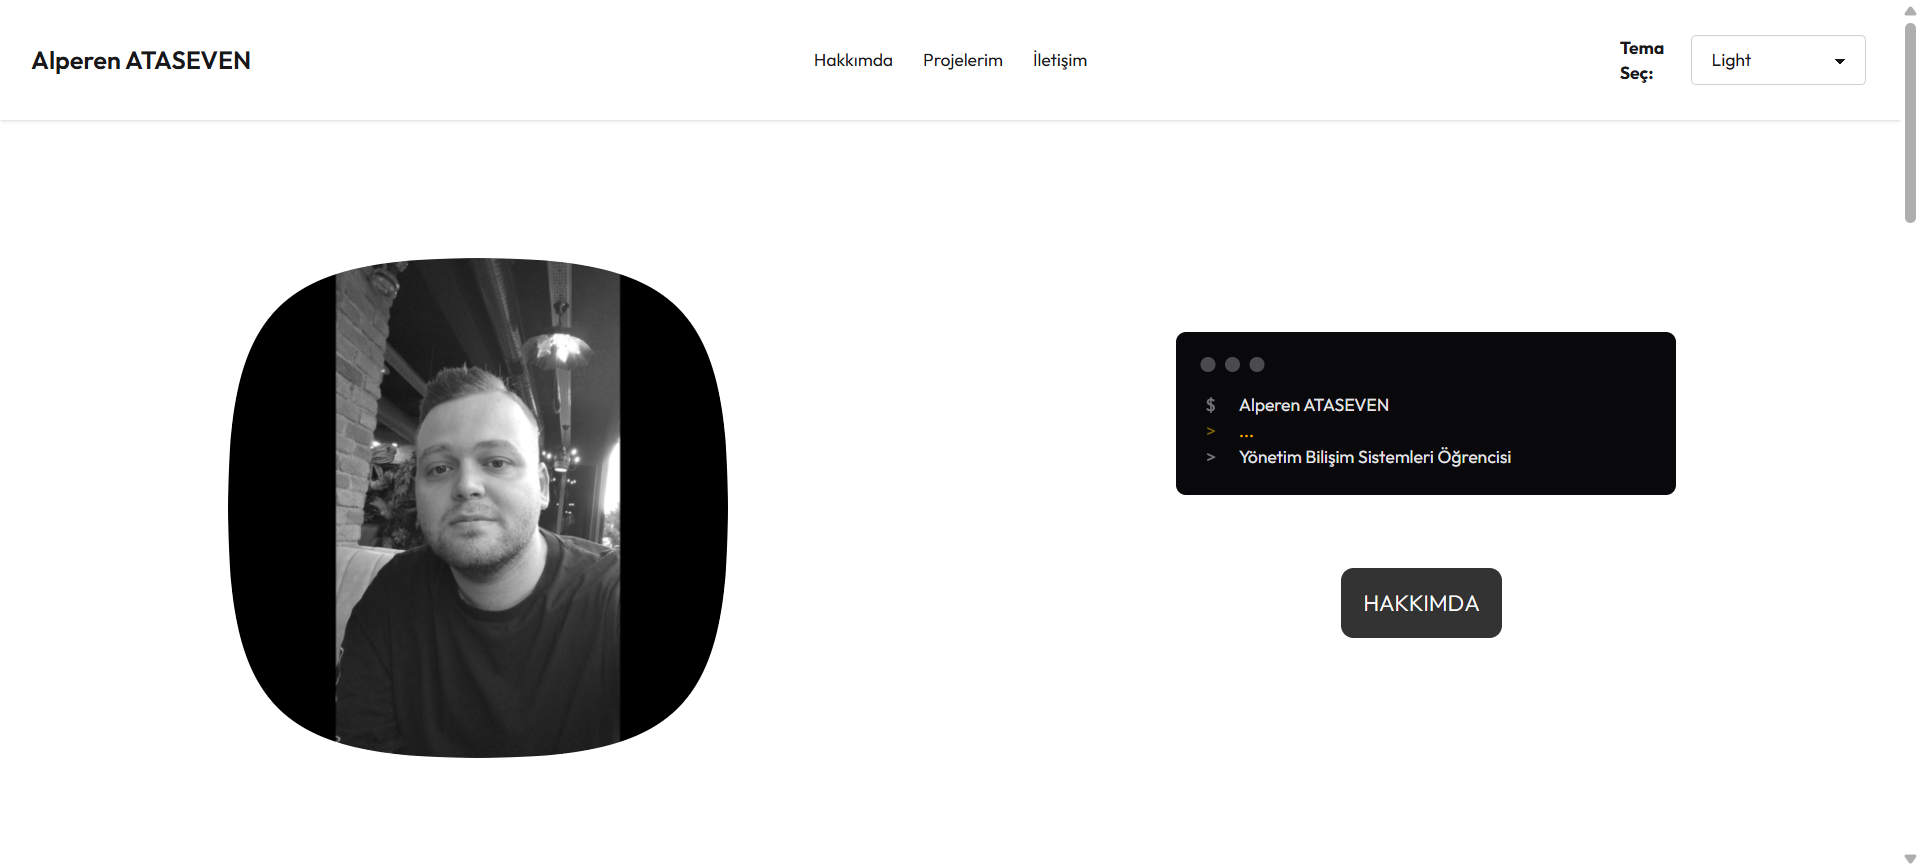 Alperen ATASEVEN
Hakkımda
Projelerim
İletişim
Tema
Seç:
Light
$ Alperen ATASEVEN
> ...
> Yönetim Bilişim Sistemleri Öğrencisi
HAKKIMDA